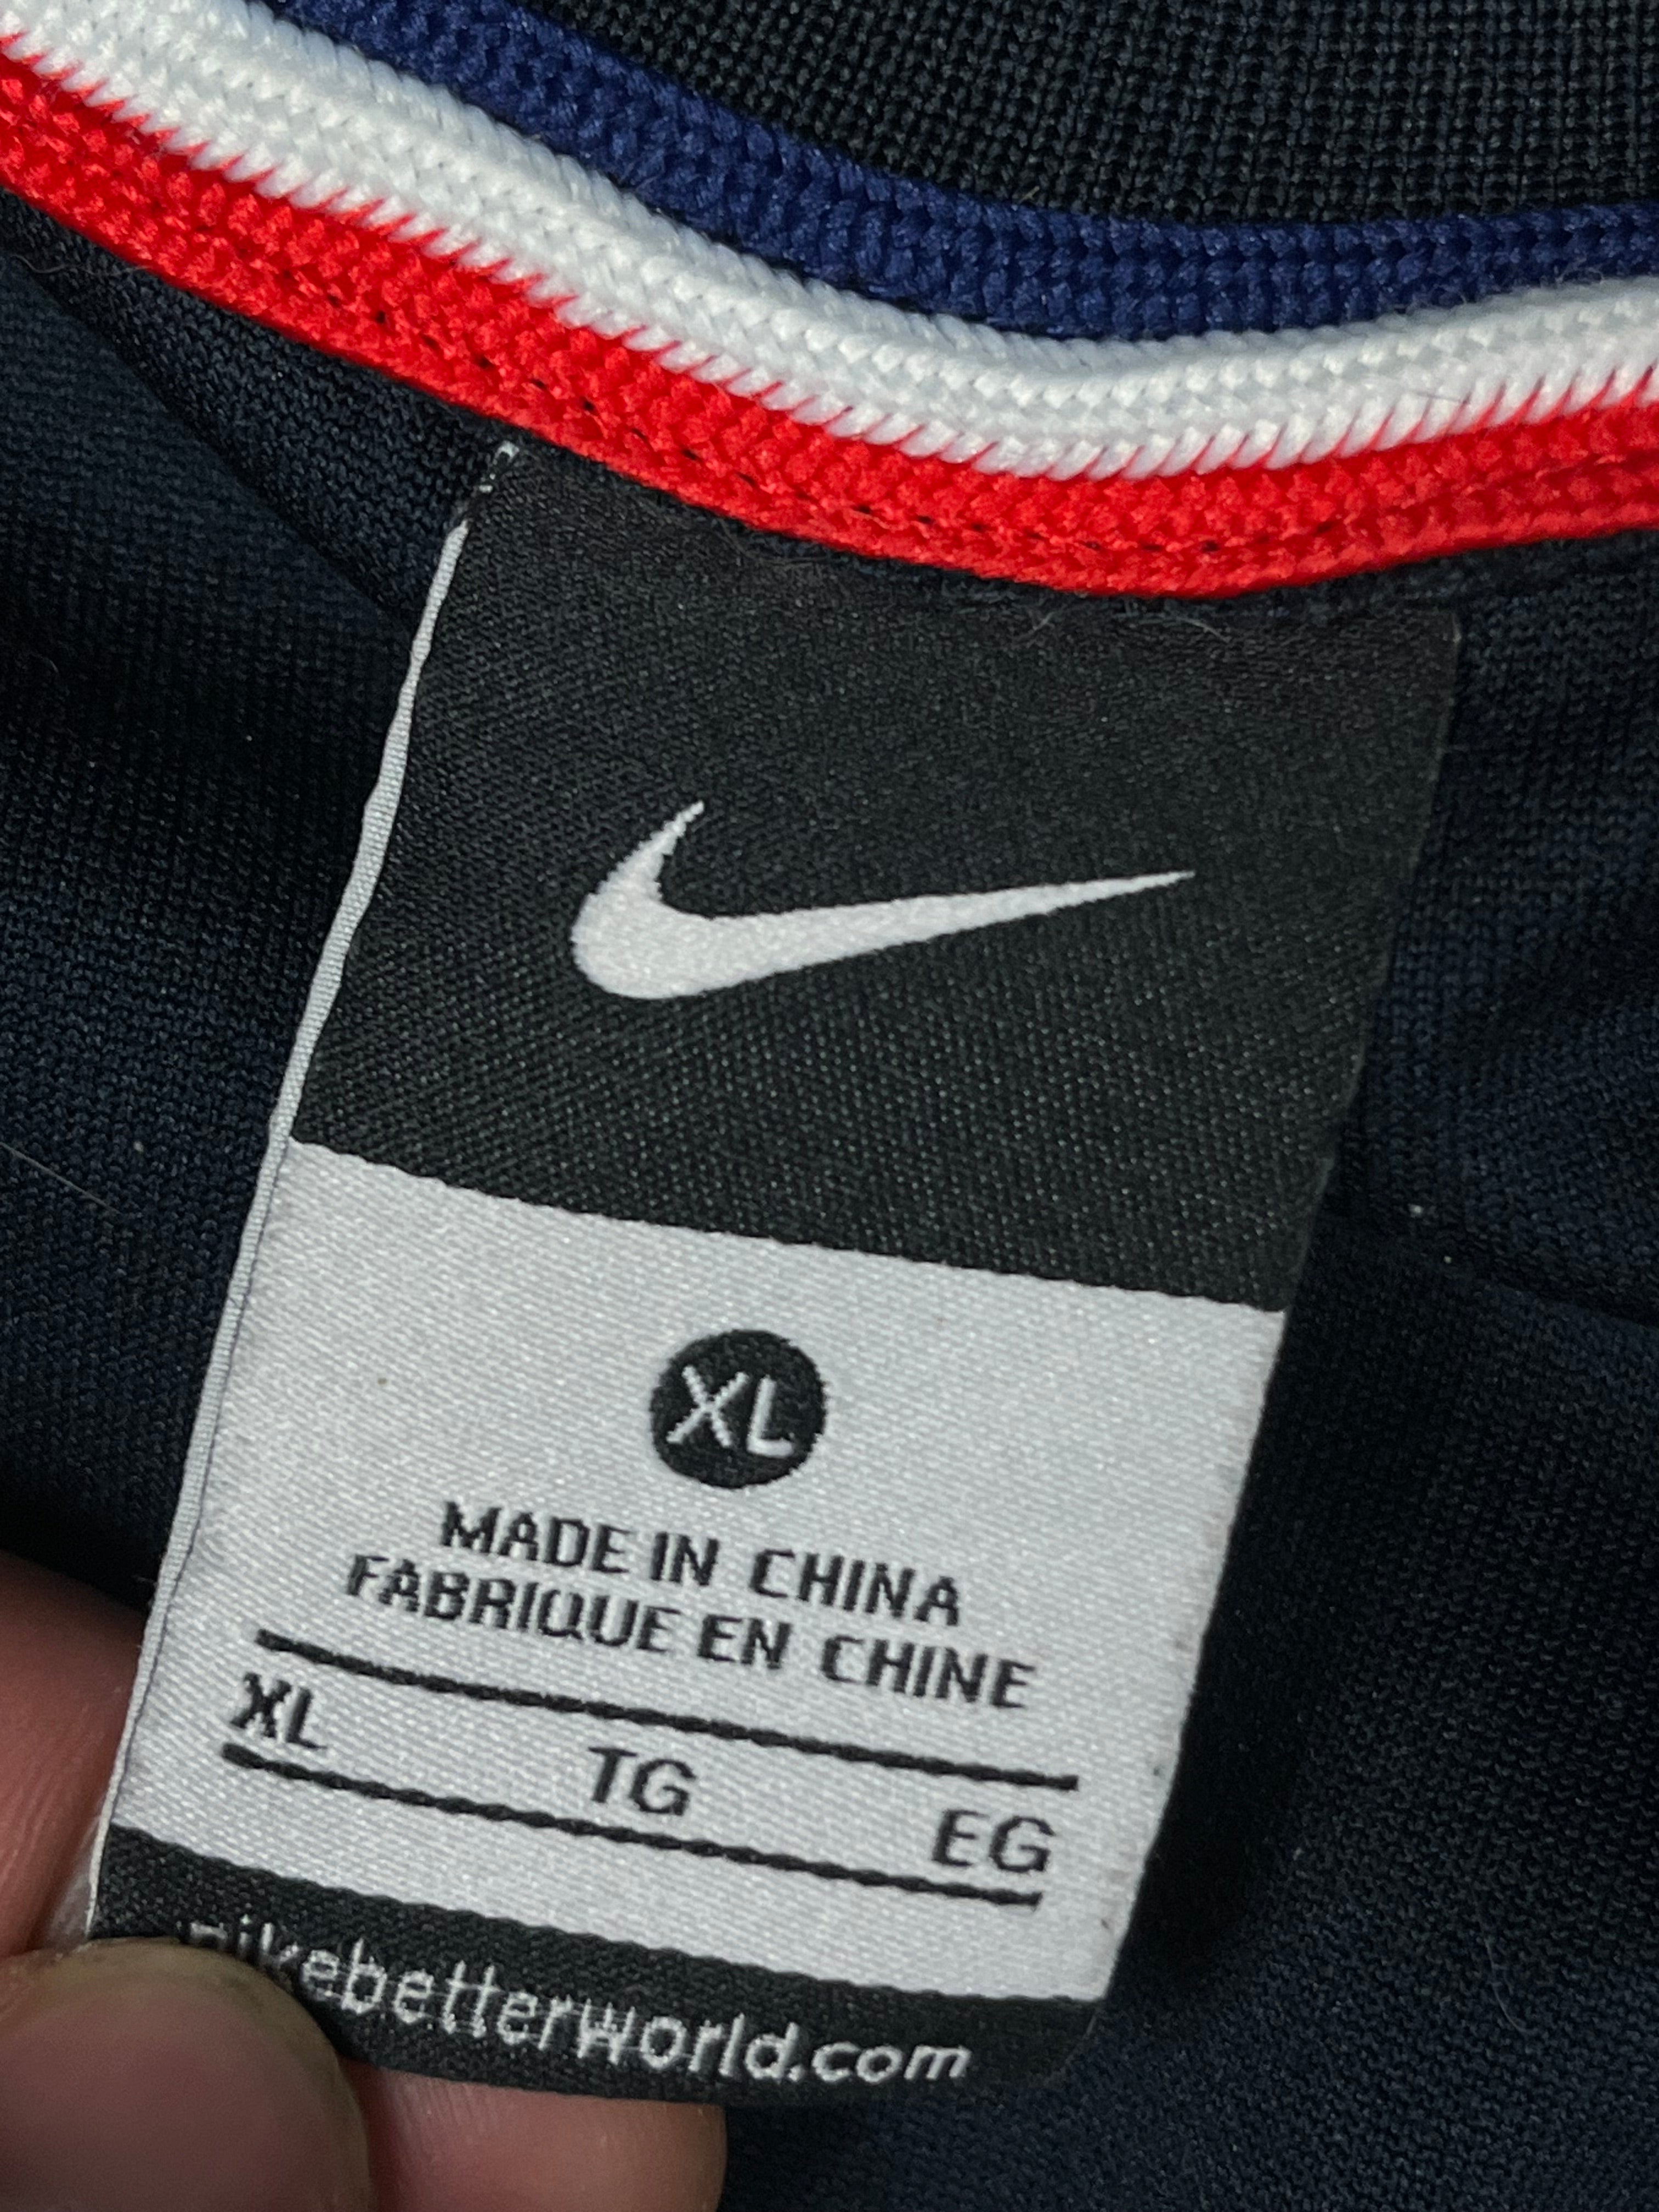 XL
MADE IN CHINA
FABRIQUE EN CHINE
XL TG EG
nikebetterworld.com